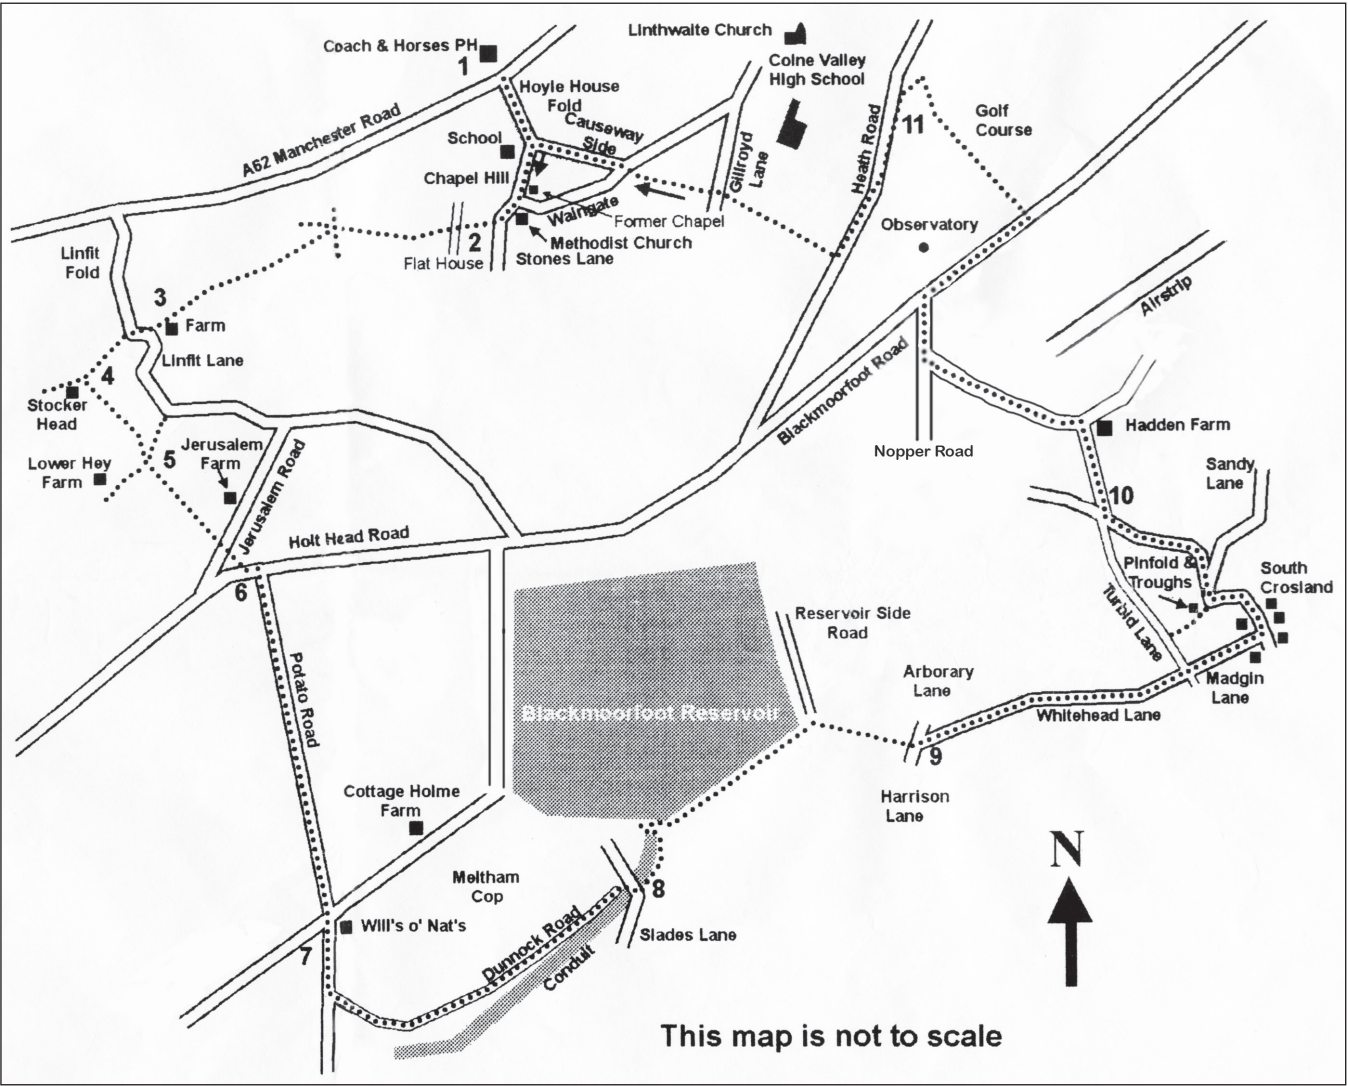 Coach & Horses PH
1
Linthwaite Church
Colne Valley
High School
Hoyle House
Fold
Causeway
Side
A62 Manchester Road
School
Chapel Hill
Gillroyd
Lane
Heath Road
11
Golf
Course
Waingate
Former Chapel
Observatory
2
Methodist Church
Flat House
Stones Lane
Linfit
Fold
3
Farm
Linfit Lane
Airstrip
4
Stocker
Head
Blackmoorfoot Road
Jerusalem
Farm
5
Lower Hey
Farm
Jerusalem Road
Nopper Road
Hadden Farm
Sandy
Lane
10
Holt Head Road
6
Pinfold &
Troughs
South
Crosland
Turbid Lane
Reservoir Side
Road
Potato Road
Arborary
Lane
Madgin
Lane
Blackmoorfoot Reservoir
Whitehead Lane
9
Harrison
Lane
Cottage Holme
Farm
N
Meltham
Cop
8
Will's o' Nat's
7
Dunnock Road
Conduit
Slades Lane
This map is not to scale